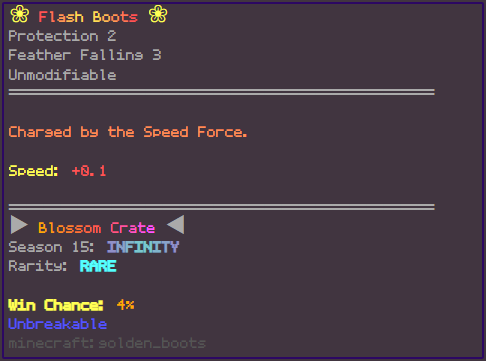 ❀ Flash Boots ❀
Protection 2
Feather Falling 3
Unmodifiable
Charged by the Speed Force.
Speed: +0.1
▶ Blossom Crate ◀
Season 15: INFINITY
Rarity: RARE
Win Chance: 4%
Unbreakable
minecraft:golden_boots